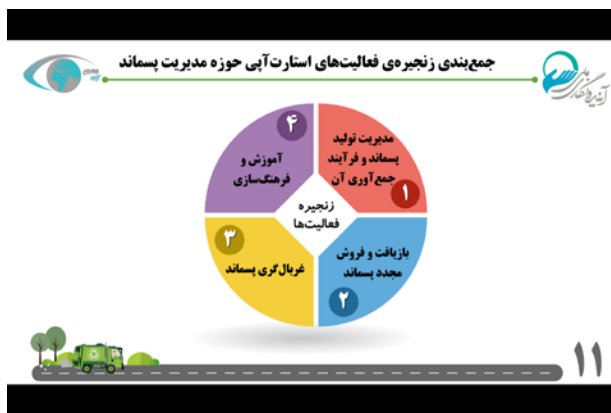 جمع‌بندی زنجیره‌ی فعالیت‌های استارت‌آپی حوزه مدیریت پسماند
مدیریت تولید
پسماند و فرآیند
جمع‌آوری آن
۱
بازیافت و فروش
مجدد پسماند
۲
غربال‌گری پسماند
۳
آموزش و
فرهنگ‌سازی
۴
زنجیره
فعالیت‌ها
۱۱